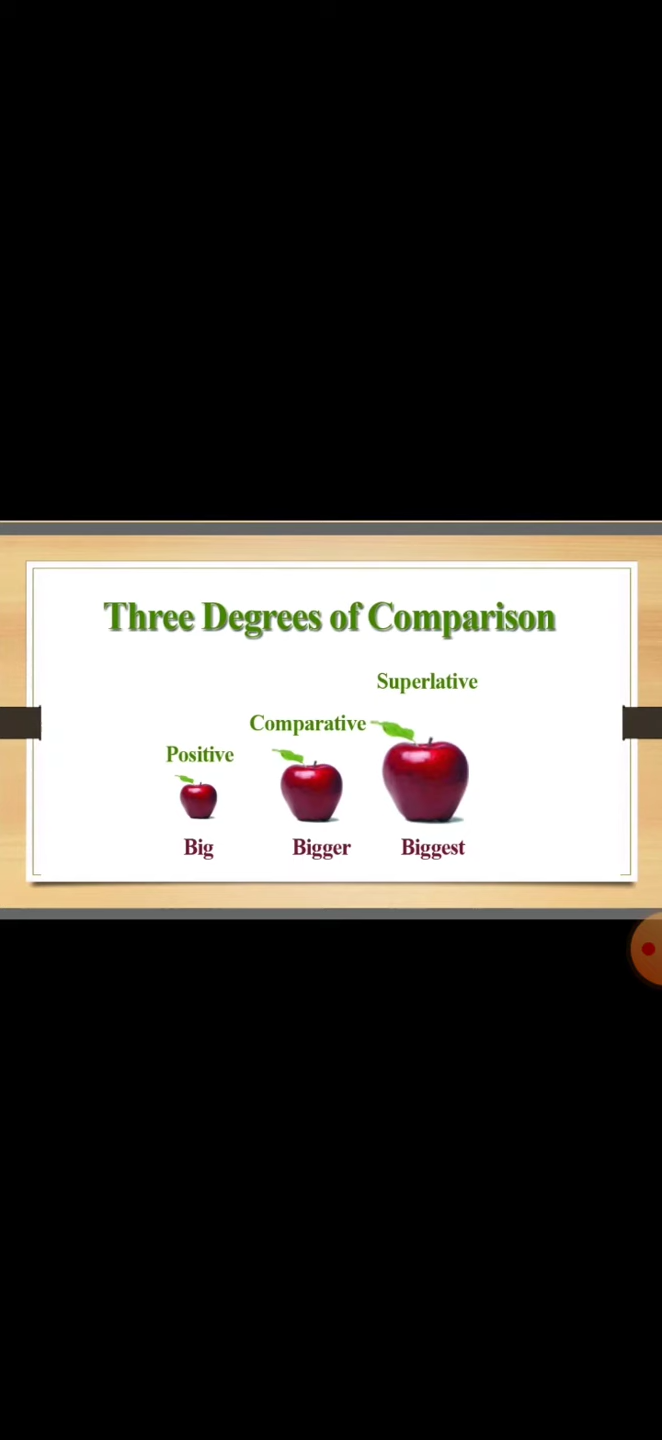 Three Degrees of Comparison
Superlative
Comparative
Positive
Big Bigger Biggest